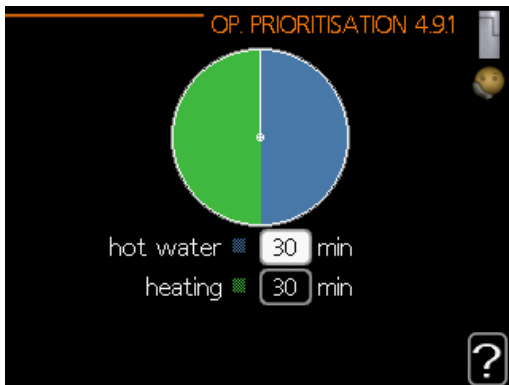 OP. PRIORITISATION 4.9.1
hot water 30 min
heating 30 min
?